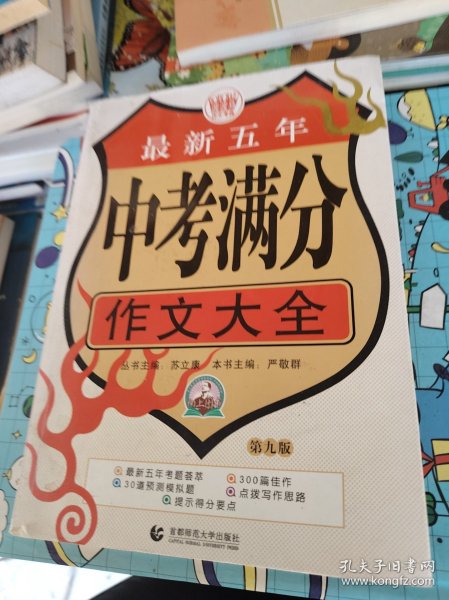 最新五年
中考满分
作文大全
丛书主编：苏立康 本书主编：严敬群
第九版
最新五年考题荟萃 300篇佳作
30道预测模拟题 点拨写作思路
提示得分要点
首都师范大学出版社
CAPITAL NORMAL UNIVERSITY PRESS
孔夫子旧书网
kongfz.com